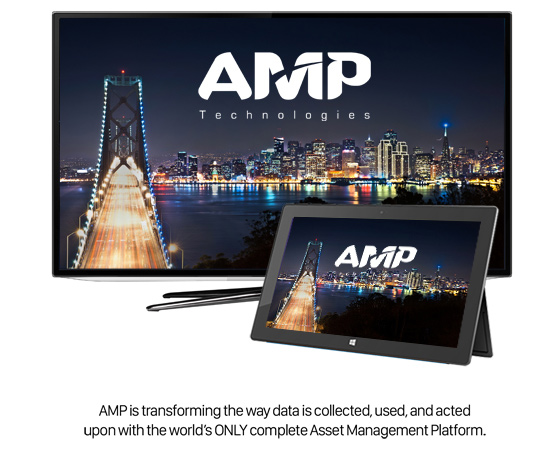 AMP
Technologies
AMP
AMP is transforming the way data is collected, used, and acted
upon with the world's ONLY complete Asset Management Platform.